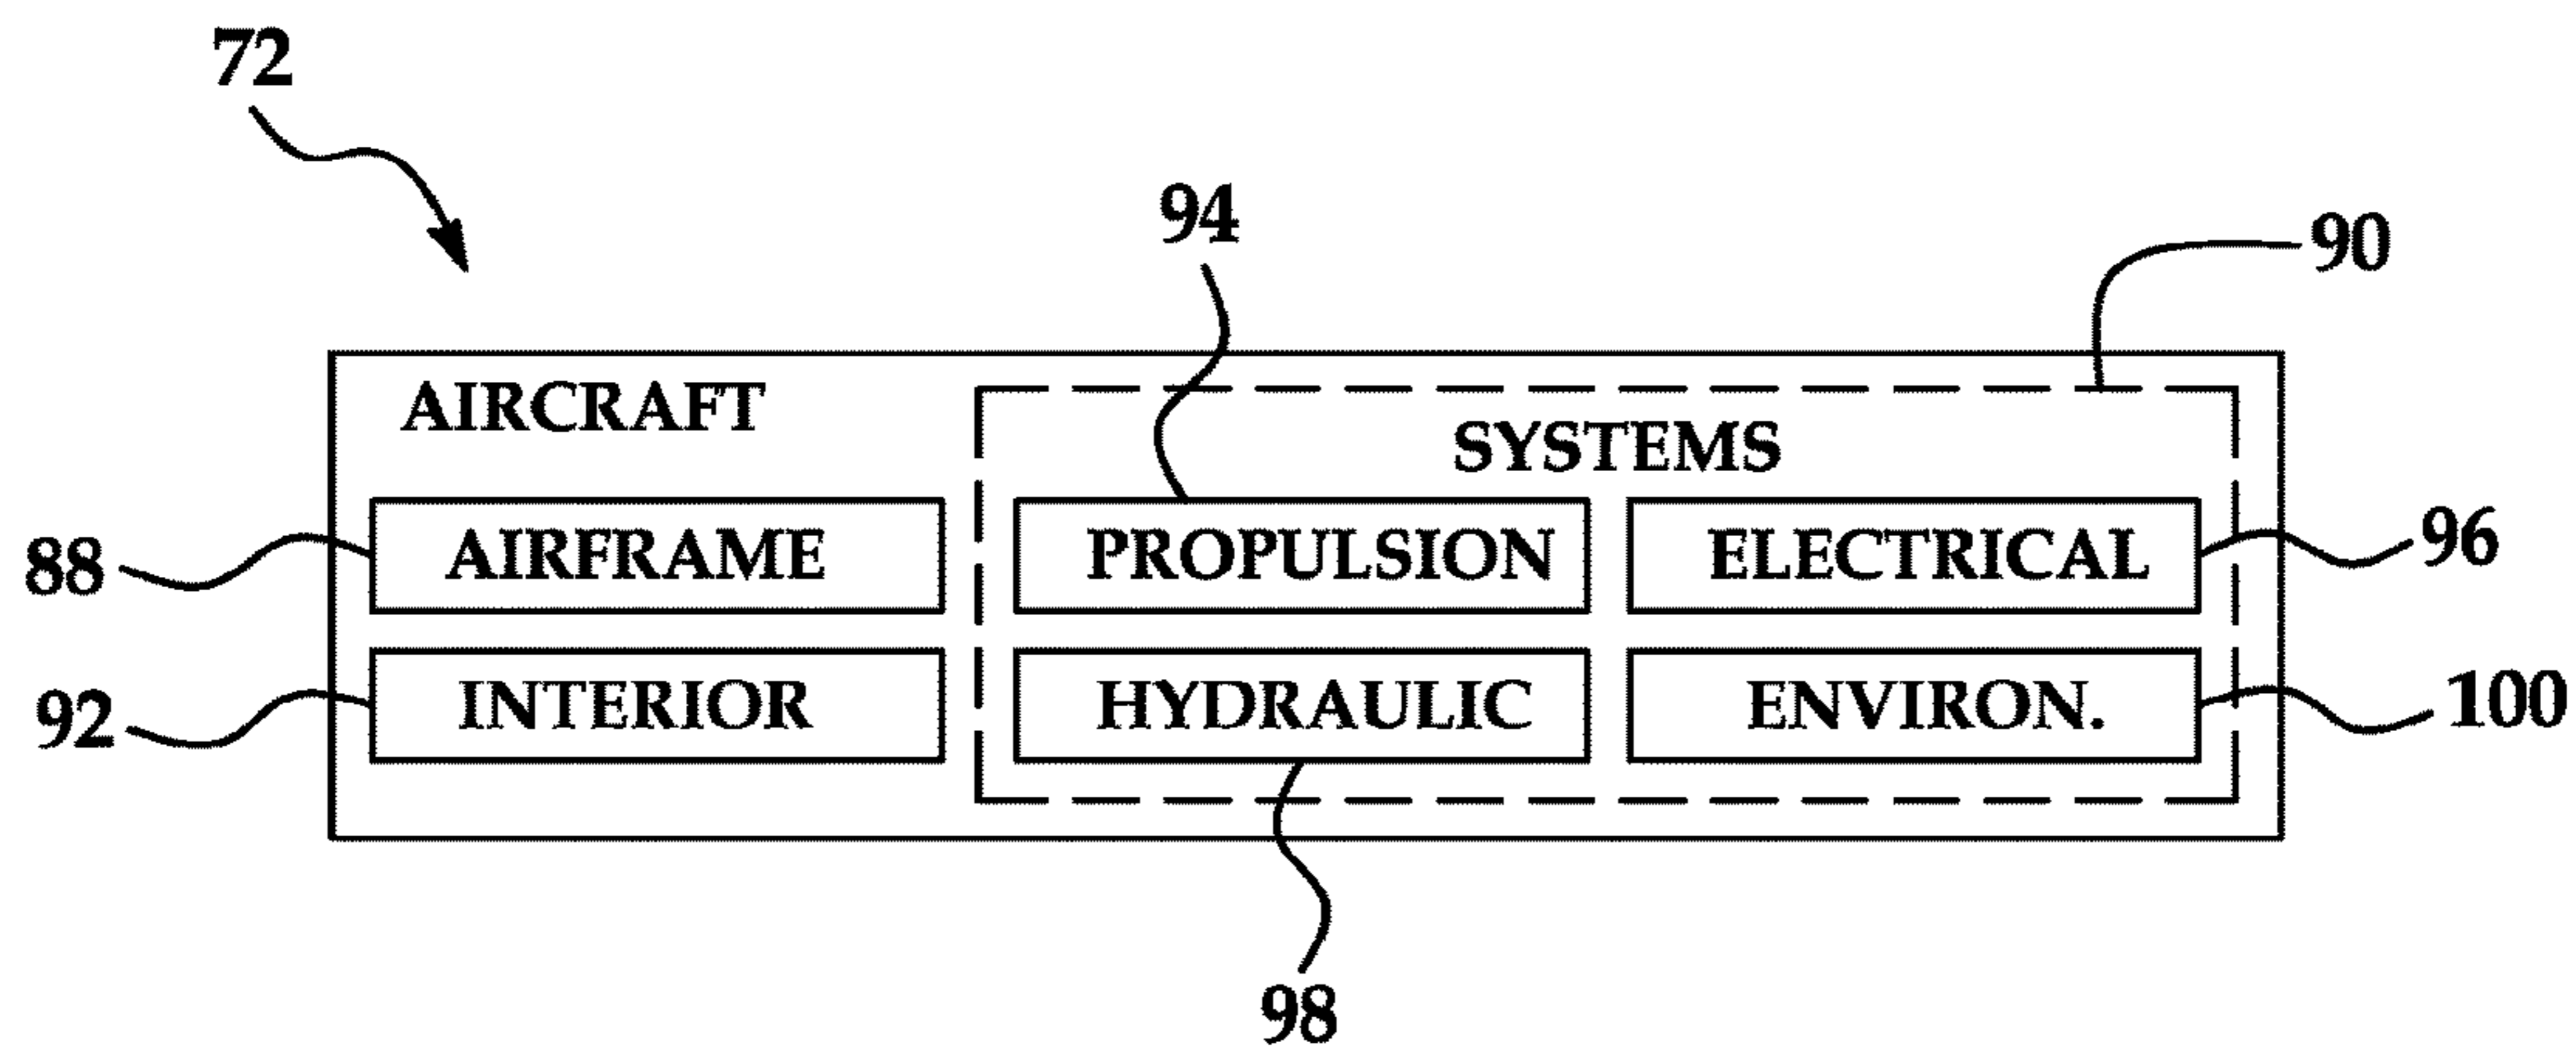 72
94
90
AIRCRAFT
SYSTEMS
88 AIRFRAME PROPULSION ELECTRICAL 96
92 INTERIOR HYDRAULIC ENVIRON. 100
98